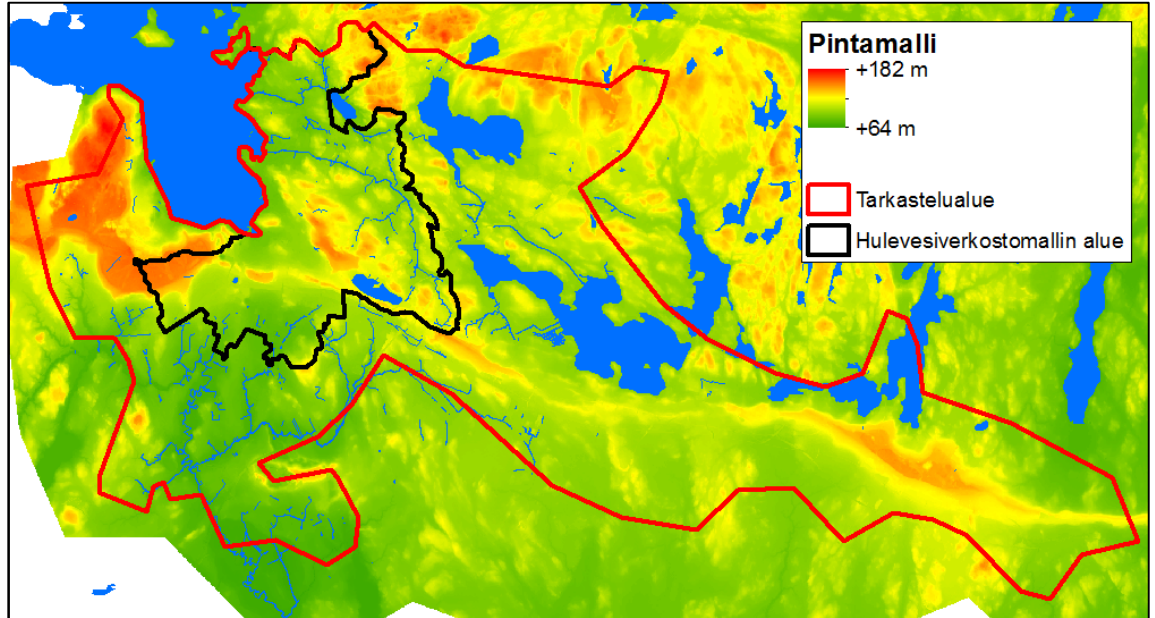 Pintamalli
+182 m
+64 m
Tarkastelualue
Hulevesiverkostomallin alue